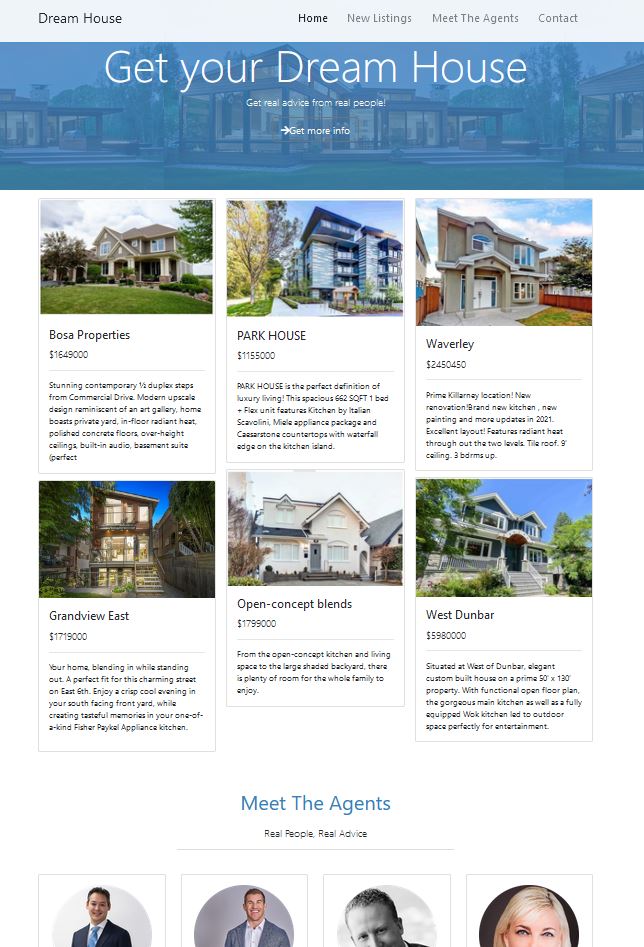 Dream House
Home New Listings Meet The Agents Contact
Get your Dream House
Get real advice from real people!
Get more info
Bosa Properties
$1649000
Stunning contemporary ½ duplex steps
from Commercial Drive. Modern upscale
design reminiscent of an art gallery, home
boasts private yard, in-floor radiant heat,
polished concrete floors, over-height
ceilings, built-in audio, basement suite
(perfect
PARK HOUSE
$1155000
PARK HOUSE is the perfect definition of
luxury living! This spacious 662 SQFT 1 bed
+ Flex unit features Kitchen by Italian
Scavolini, Miele appliance package and
Caesarstone countertops with waterfall
edge on the kitchen island.
Waverley
$2450450
Prime Killarney location! New
renovation!Brand new kitchen , new
painting and more updates in 2021.
Excellent layout! Features radiant heat
through out the two levels. Tile roof. 9'
ceiling. 3 bdrms up.
Grandview East
$1719000
Your home, blending in while standing
out. A perfect fit for this charming street
on East 6th. Enjoy a crisp cool evening in
your south facing front yard, while
creating tasteful memories in your one-of-
a-kind Fisher Paykel Appliance kitchen.
Open-concept blends
$1799000
From the open-concept kitchen and living
space to the large shaded backyard, there
is plenty of room for the whole family to
enjoy.
West Dunbar
$5980000
Situated at West of Dunbar, elegant
custom built house on a prime 50' x 130'
property. With functional open floor plan,
the gorgeous main kitchen as well as a fully
equipped Wok kitchen led to outdoor
space perfectly for entertainment.
Meet The Agents
Real People, Real Advice